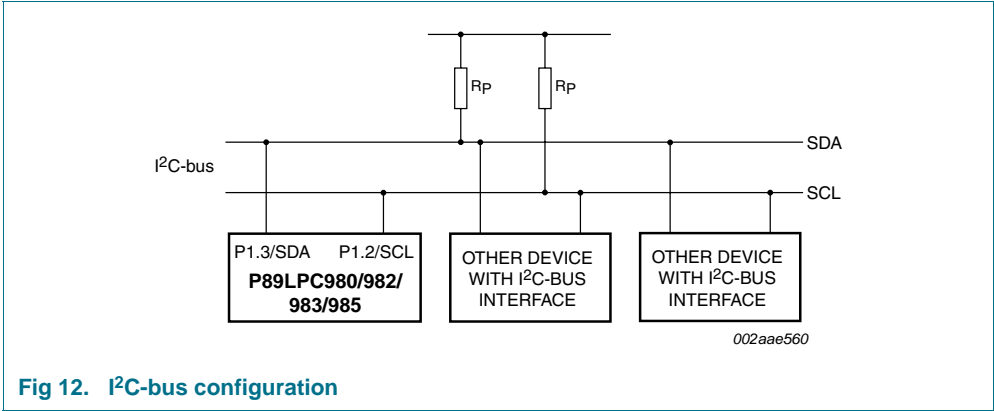 RP
RP
SDA
I2C-bus
SCL
P1.3/SDA P1.2/SCL
P89LPC980/982/
983/985
OTHER DEVICE
WITH I2C-BUS
INTERFACE
OTHER DEVICE
WITH I2C-BUS
INTERFACE
002aae560
Fig 12. I2C-bus configuration